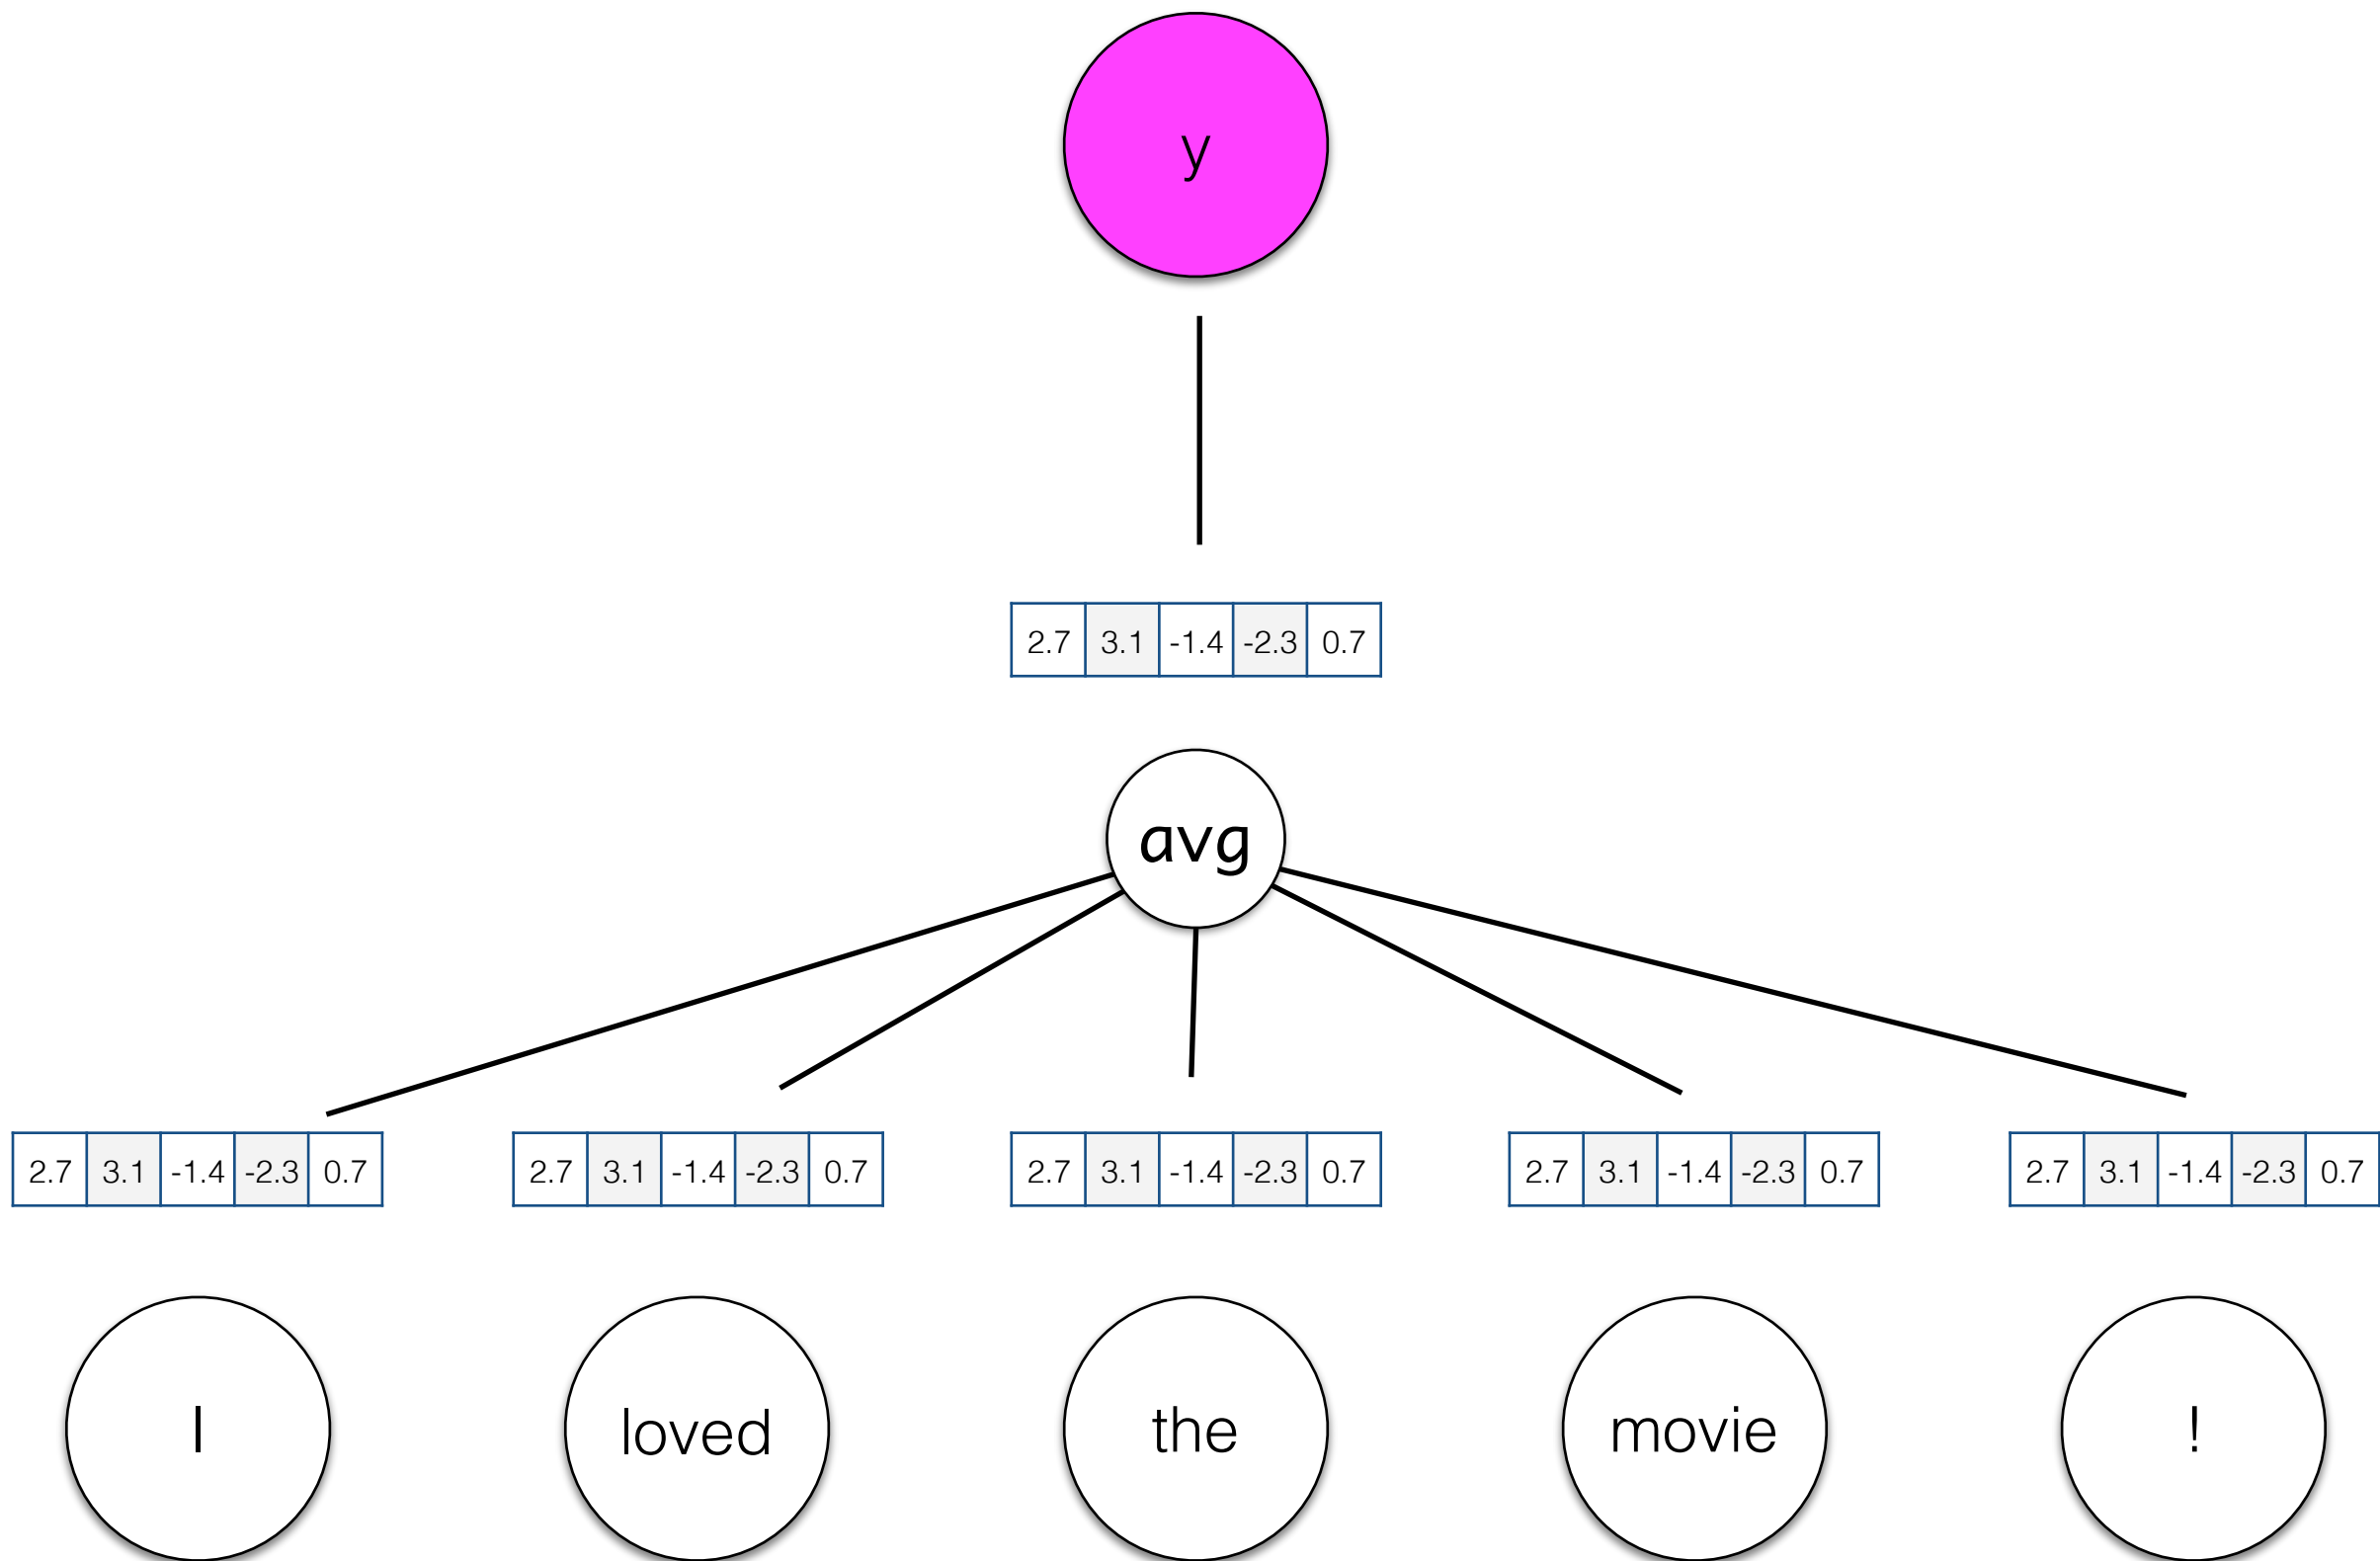 y
2.7 3.1 -1.4 -2.3 0.7
avg
2.7 3.1 -1.4 -2.3 0.7 2.7 3.1 -1.4 -2.3 0.7 2.7 3.1 -1.4 -2.3 0.7 2.7 3.1 -1.4 -2.3 0.7 2.7 3.1 -1.4 -2.3 0.7
I loved the movie !